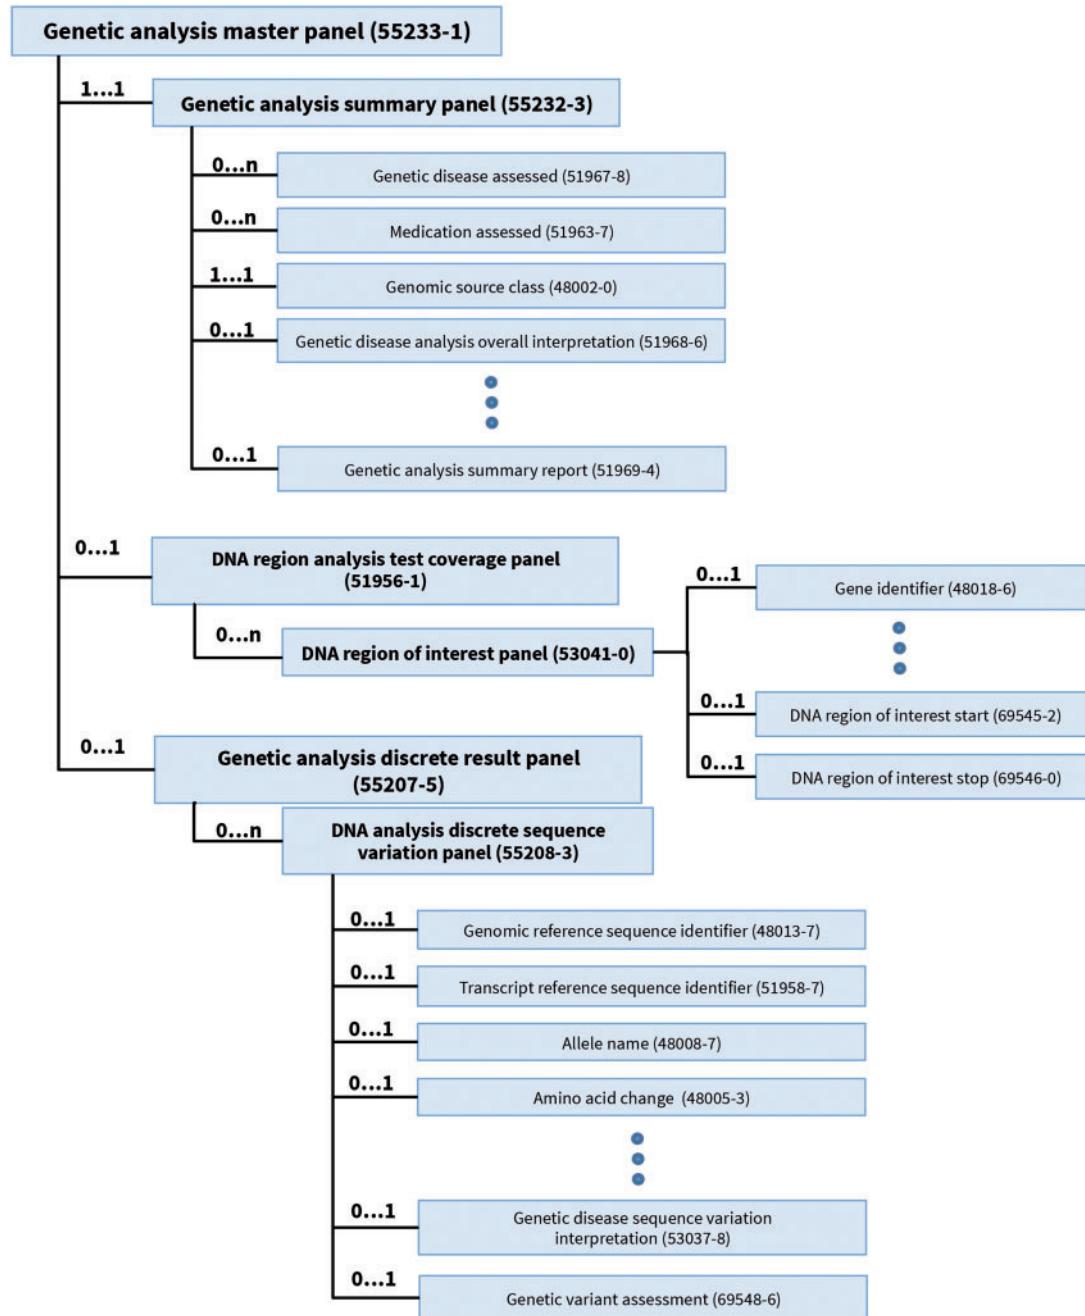 Genetic analysis master panel (55233-1)
1...1
Genetic analysis summary panel (55232-3)
0...n
Genetic disease assessed (51967-8)
0...n
Medication assessed (51963-7)
1...1
Genomic source class (48002-0)
0...1
Genetic disease analysis overall interpretation (51968-6)
0...1
Genetic analysis summary report (51969-4)
0...1
DNA region analysis test coverage panel
(51956-1)
0...n
DNA region of interest panel (53041-0)
0...1
Gene identifier (48018-6)
0...1
DNA region of interest start (69545-2)
0...1
DNA region of interest stop (69546-0)
0...1
Genetic analysis discrete result panel
(55207-5)
0...n
DNA analysis discrete sequence
variation panel (55208-3)
0...1
Genomic reference sequence identifier (48013-7)
0...1
Transcript reference sequence identifier (51958-7)
0...1
Allele name (48008-7)
0...1
Amino acid change (48005-3)
0...1
Genetic disease sequence variation
interpretation (53037-8)
0...1
Genetic variant assessment (69548-6)